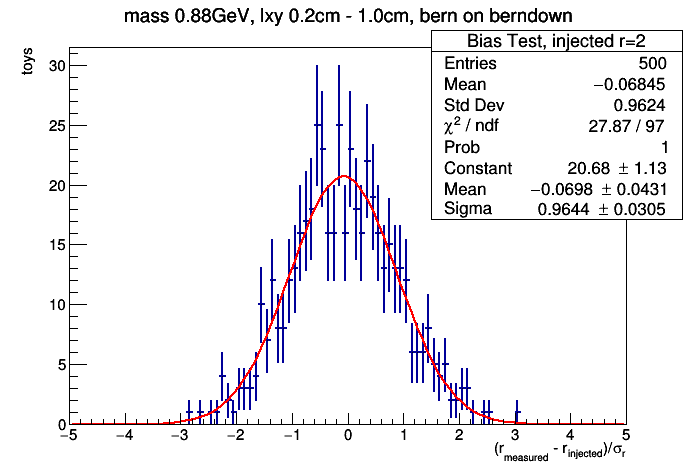 mass 0.88GeV, lxy 0.2cm - 1.0cm, bern on berndown
Bias Test, injected r=2
Entries 500
Mean −0.06845
Std Dev 0.9624
χ² / ndf 27.87 / 97
Prob 1
Constant 20.68 ± 1.13
Mean −0.0698 ± 0.0431
Sigma 0.9644 ± 0.0305
toys
30
25
20
15
10
5
0
−5 −4 −3 −2 −1 0 1 2 3 4 5
(r_measured - r_injected)/σ_r